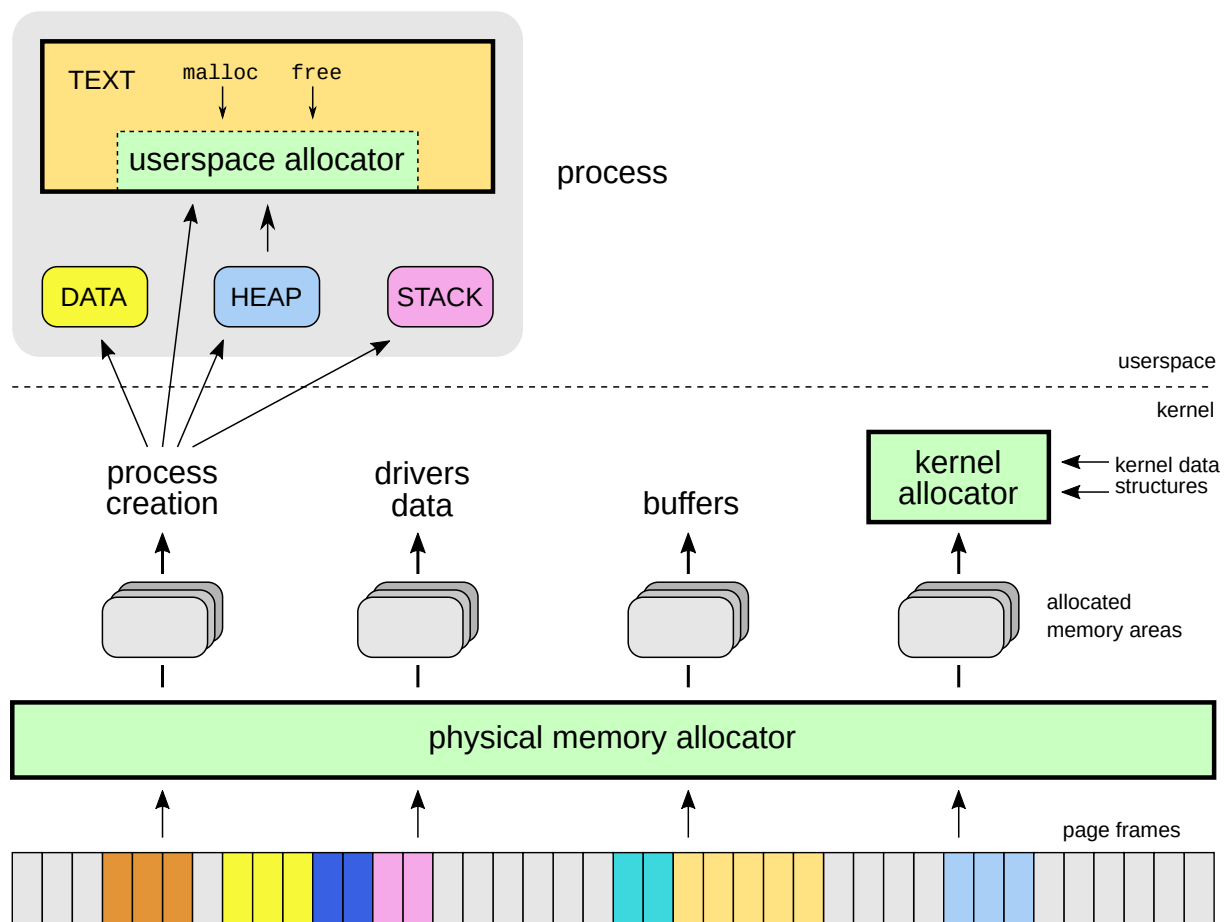 TEXT
malloc
free
userspace allocator
process
DATA
HEAP
STACK
userspace
kernel
process
creation
drivers
data
buffers
kernel
allocator
kernel data
structures
allocated
memory areas
physical memory allocator
page frames